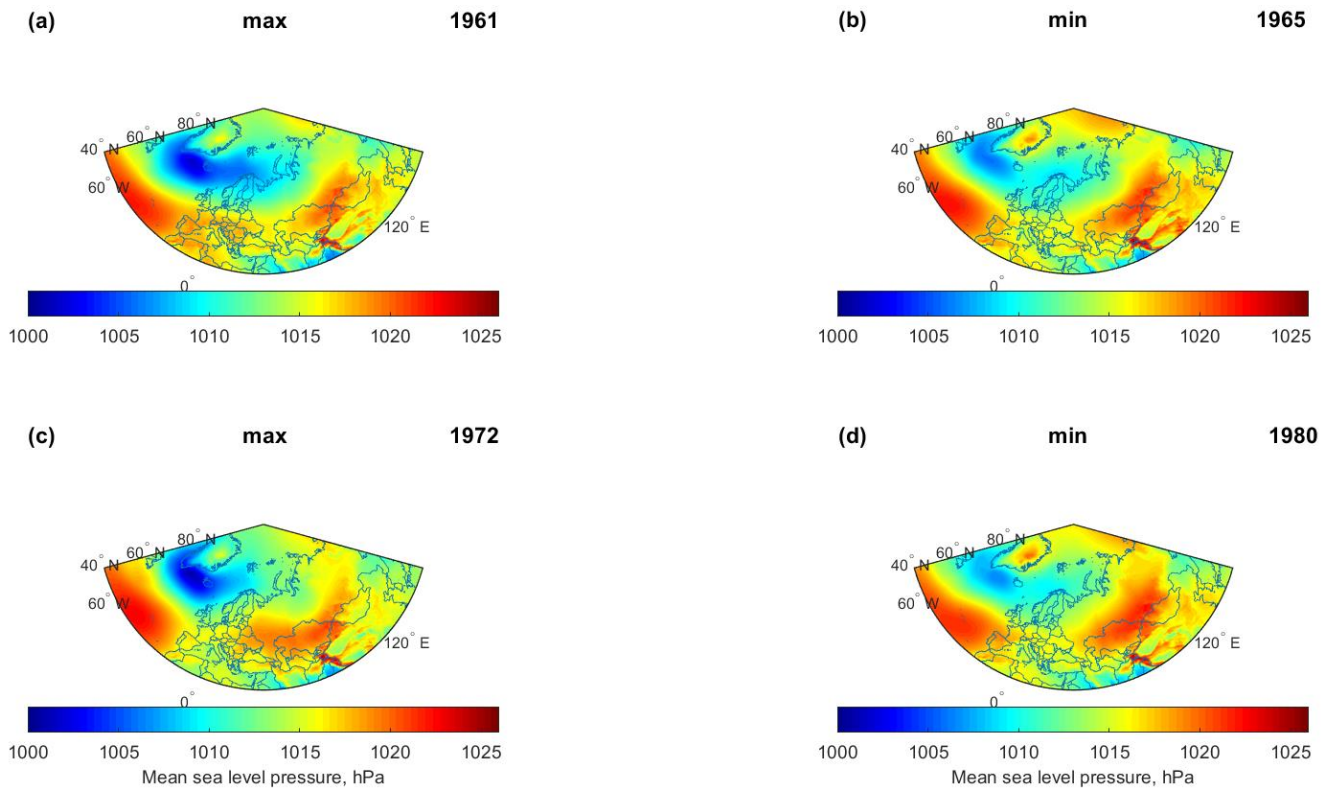 (a) max 1961
80° N
60° N
40° N
60° W
120° E
0°
1000 1005 1010 1015 1020 1025
(b) min 1965
80° N
60° N
40° N
60° W
120° E
0°
1000 1005 1010 1015 1020 1025
(c) max 1972
80° N
60° N
40° N
60° W
120° E
0°
1000 1005 1010 1015 1020 1025
Mean sea level pressure, hPa
(d) min 1980
80° N
60° N
40° N
60° W
120° E
0°
1000 1005 1010 1015 1020 1025
Mean sea level pressure, hPa